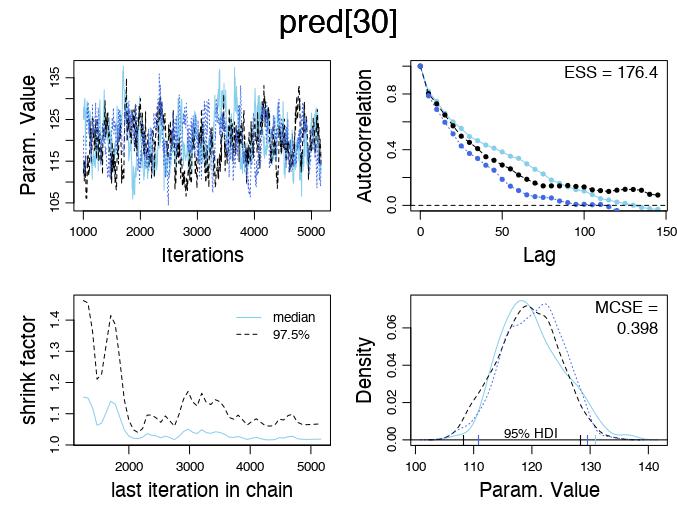 pred[30]
Param. Value
105 115 125 135
1000 2000 3000 4000 5000
Iterations
Autocorrelation
0.0 0.4 0.8
ESS = 176.4
0 50 100 150
Lag
shrink factor
1.0 1.1 1.2 1.3 1.4
median
97.5%
2000 3000 4000 5000
last iteration in chain
Density
0.00 0.02 0.04 0.06
MCSE =
0.398
95% HDI
100 110 120 130 140
Param. Value